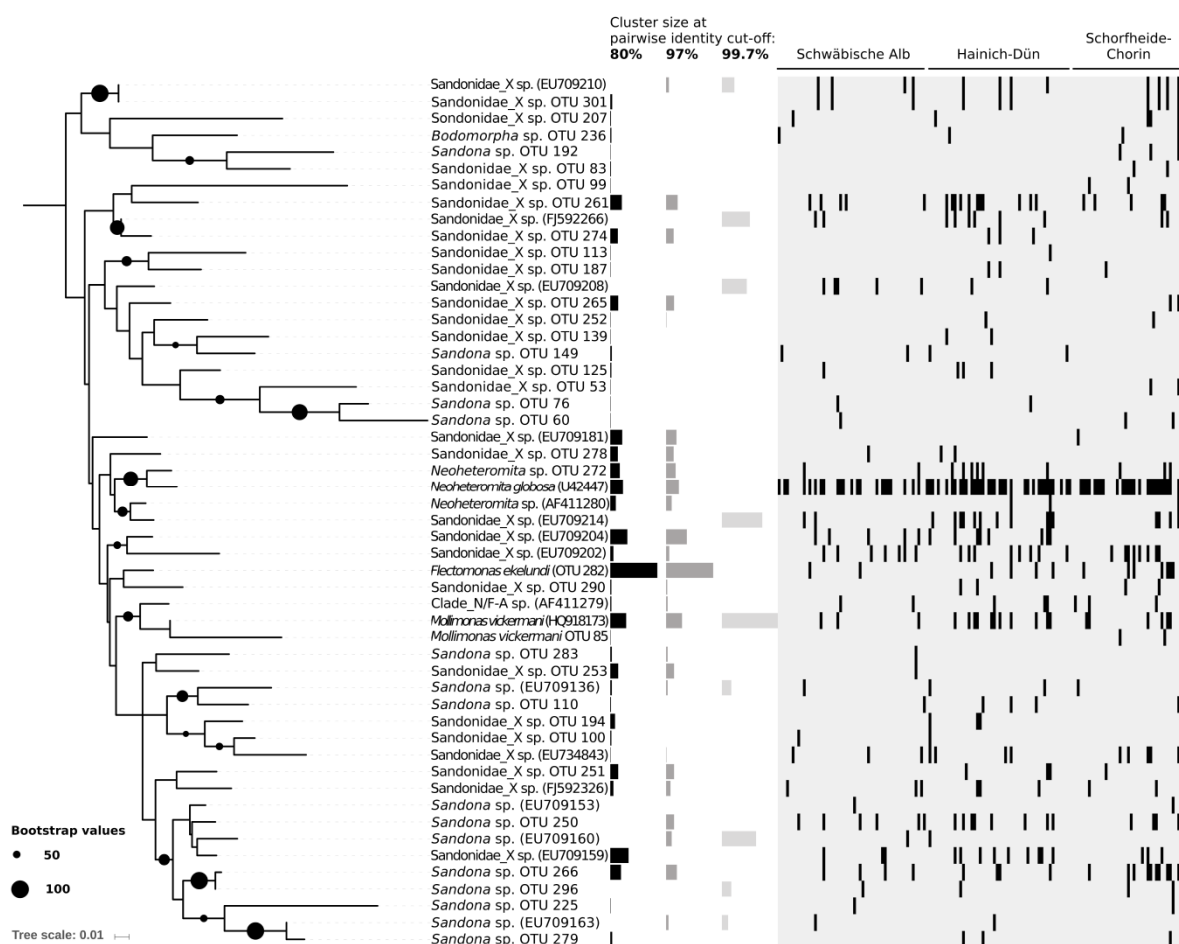 Cluster size at
pairwise identity cut-off:
80% 97% 99.7%
Schwäbische Alb
Hainich-Dün
Schorfheide-
Chorin
Sandonidae_X sp. (EU709210)
Sandonidae_X sp. OTU 301
Sondonidae_X sp. OTU 207
Bodomorpha sp. OTU 236
Sandona sp. OTU 192
Sandonidae_X sp. OTU 83
Sandonidae_X sp. OTU 99
Sandonidae_X sp. OTU 261
Sandonidae_X sp. (FJ592266)
Sandonidae_X sp. OTU 274
Sandonidae_X sp. OTU 113
Sandonidae_X sp. OTU 187
Sandonidae_X sp. (EU709208)
Sandonidae_X sp. OTU 265
Sandonidae_X sp. OTU 252
Sandonidae_X sp. OTU 139
Sandona sp. OTU 149
Sandonidae_X sp. OTU 125
Sandonidae_X sp. OTU 53
Sandona sp. OTU 76
Sandona sp. OTU 60
Sandonidae_X sp. (EU709181)
Sandonidae_X sp. OTU 278
Neoheteromita sp. OTU 272
Neoheteromita globosa (U42447)
Neoheteromita sp. (AF411280)
Sandonidae_X sp. (EU709214)
Sandonidae_X sp. (EU709204)
Sandonidae_X sp. (EU709202)
Flectomonas ekelundi (OTU 282)
Sandonidae_X sp. OTU 290
Clade_N/F-A sp. (AF411279)
Mollimonas vickermani (HQ918173)
Mollimonas vickermani OTU 85
Sandona sp. OTU 283
Sandonidae_X sp. OTU 253
Sandona sp. (EU709136)
Sandona sp. OTU 110
Sandonidae_X sp. OTU 194
Sandonidae_X sp. OTU 100
Sandonidae_X sp. (EU734843)
Sandonidae_X sp. OTU 251
Sandonidae_X sp. (FJ592326)
Sandona sp. (EU709153)
Sandona sp. OTU 250
Sandona sp. (EU709160)
Sandonidae_X sp. (EU709159)
Sandona sp. OTU 266
Sandona sp. OTU 296
Sandona sp. OTU 225
Sandona sp. (EU709163)
Sandona sp. OTU 279
Bootstrap values
50
100
Tree scale: 0.01